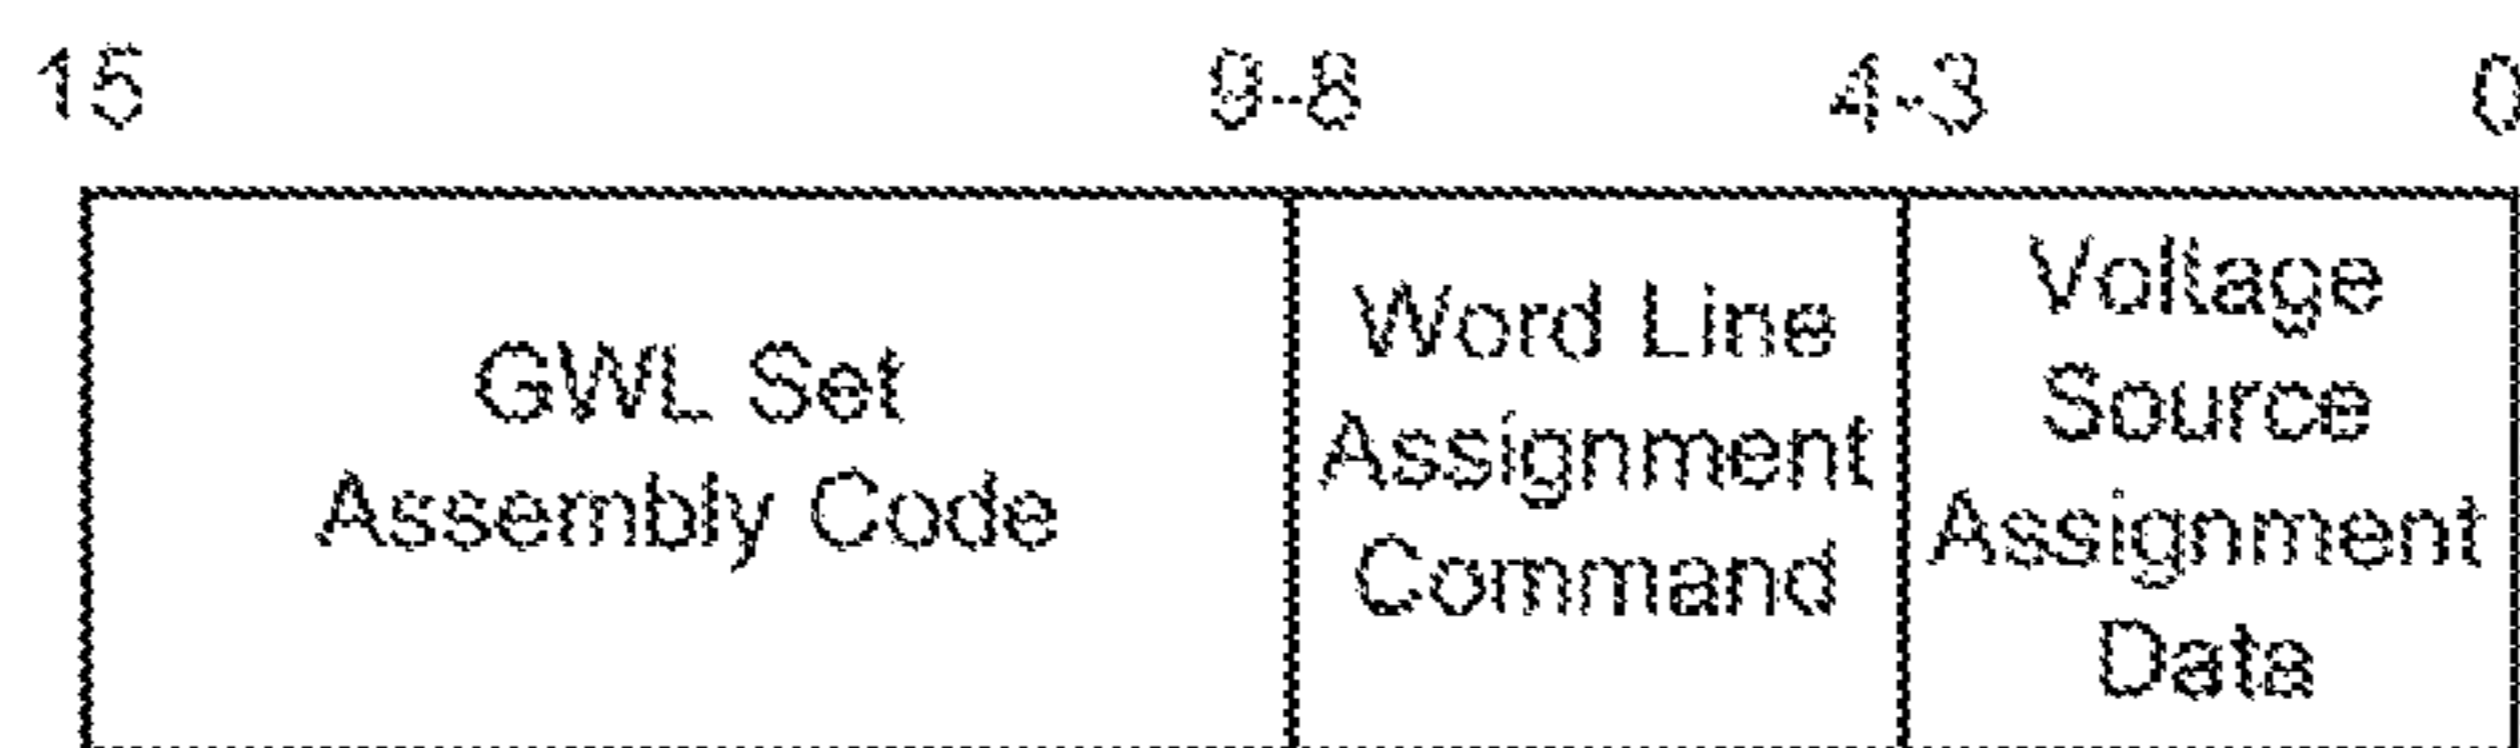 15 9-8 4-3 0
GWL Set
Assembly Code
Word Line
Assignment
Command
Voltage
Source
Assignment
Data